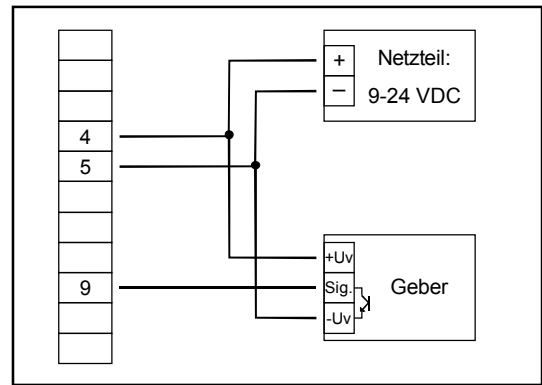 4
5
9
+
−
Netzteil:
9-24 VDC
+Uv
Sig.
-Uv
Geber